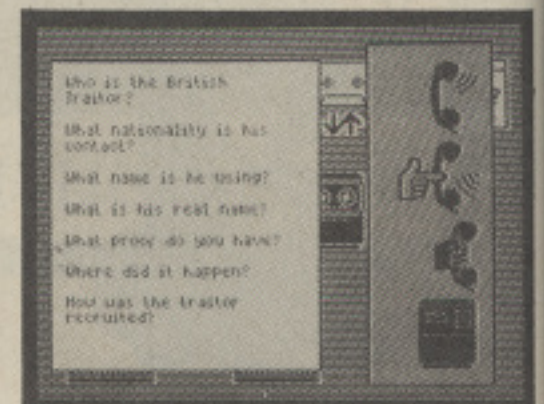 Who is the British
Traitor?
What nationality is his
contact?
What name is he using?
What is his real name?
What proof do you have?
Where did it happen?
How was the traitor
recruited?